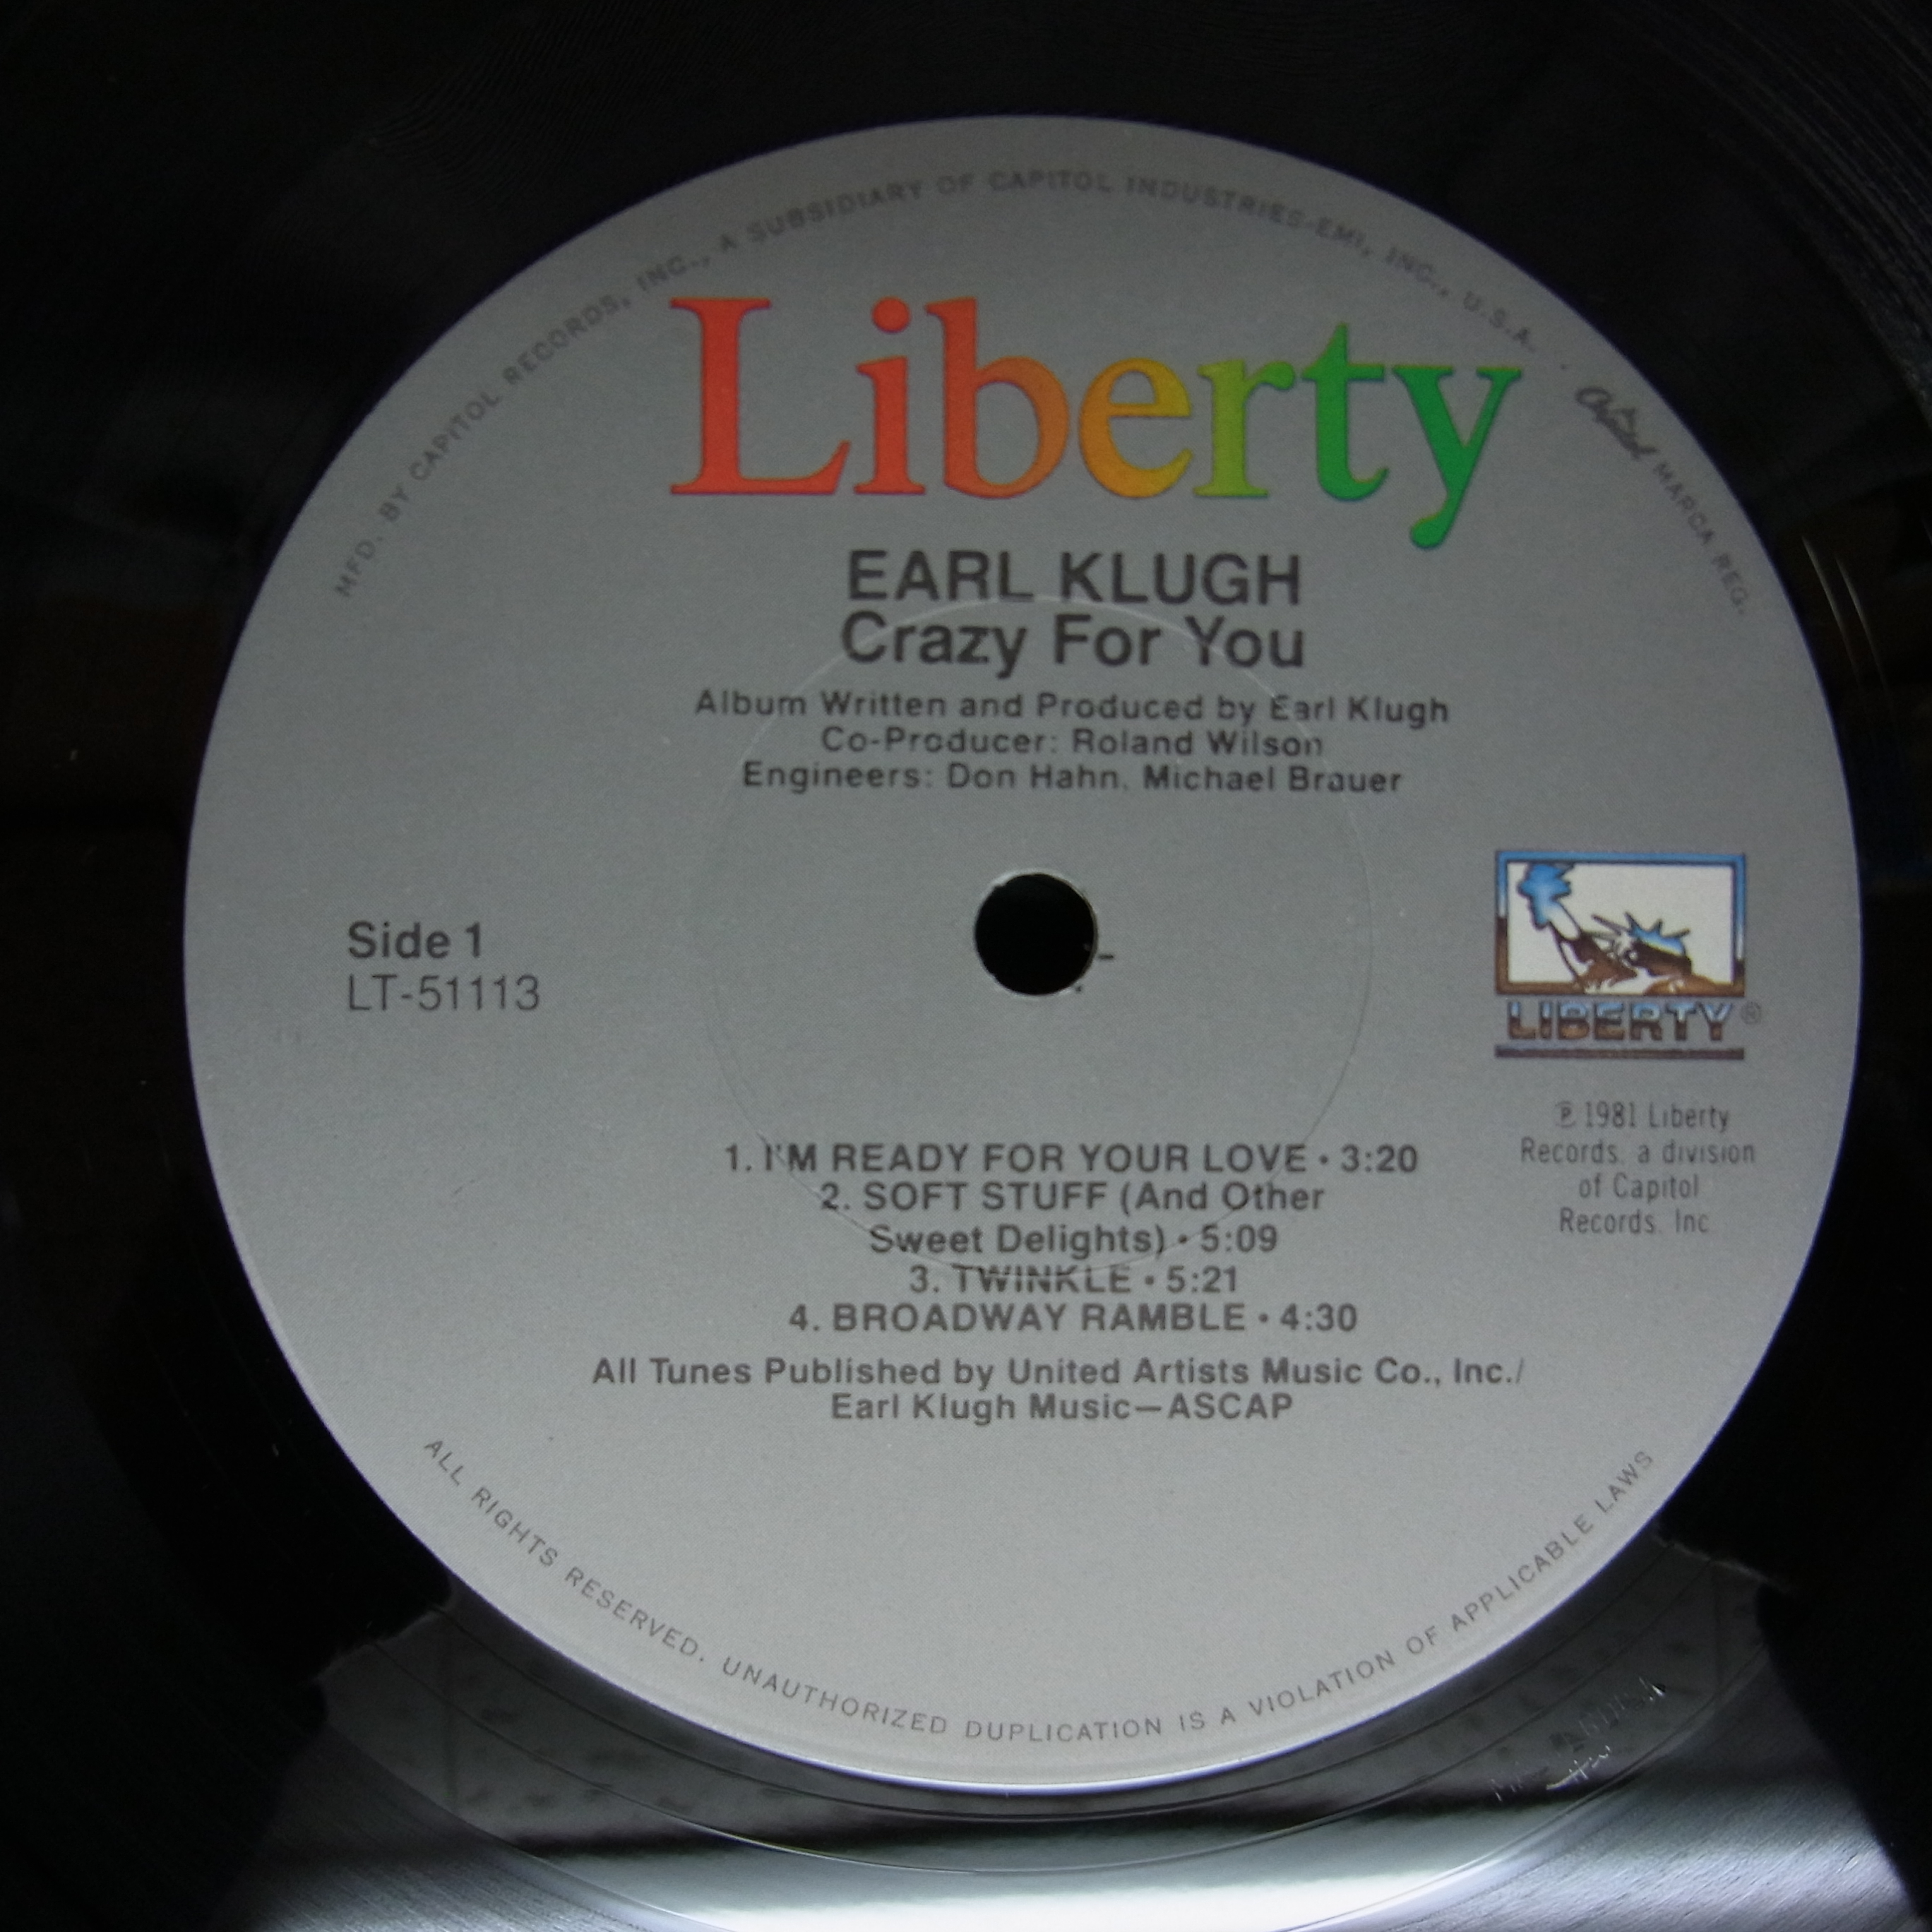 MFD. BY CAPITOL RECORDS, INC., A SUBSIDIARY OF CAPITOL INDUSTRIES-EMI, INC., U.S.A. · Capitol MARCA REG.
Liberty
EARL KLUGH
Crazy For You
Album Written and Produced by Earl Klugh
Co-Producer: Roland Wilson
Engineers: Don Hahn, Michael Brauer
Side 1
LT-51113
LIBERTY®
℗ 1981 Liberty
Records, a division
of Capitol
Records, Inc.
1. I'M READY FOR YOUR LOVE • 3:20
2. SOFT STUFF (And Other
Sweet Delights) • 5:09
3. TWINKLE • 5:21
4. BROADWAY RAMBLE • 4:30
All Tunes Published by United Artists Music Co., Inc./
Earl Klugh Music—ASCAP
ALL RIGHTS RESERVED. UNAUTHORIZED DUPLICATION IS A VIOLATION OF APPLICABLE LAWS